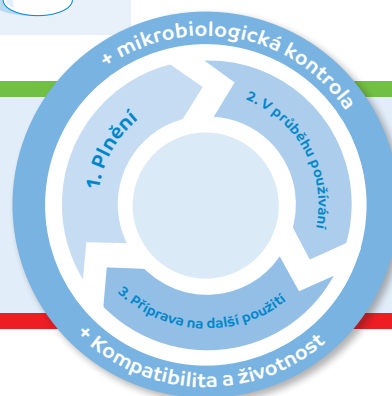 + mikrobiologická kontrola
1. Plnění
2. V průběhu používání
3. Příprava na další použití
+ Kompatibilita a životnost